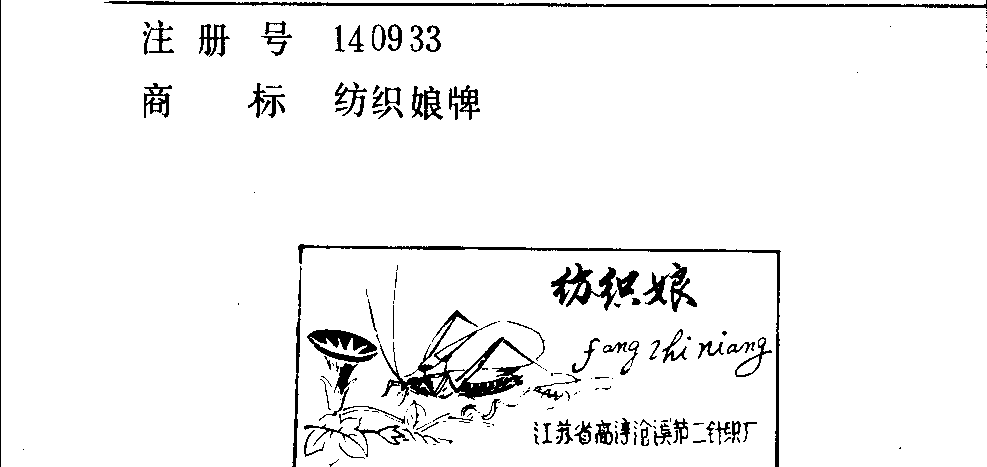 注册号 140933
商标 纺织娘牌
纺织娘
fang zhi niang
江苏省高淳沧溪第二针织厂